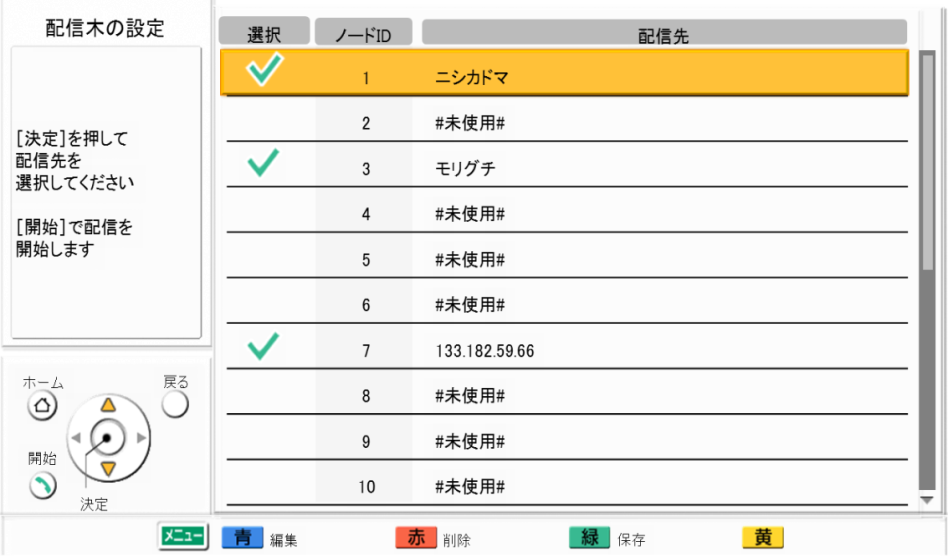 配信木の設定
[決定]を押して
配信先を
選択してください
[開始]で配信を
開始します
選択 ノードID 配信先
1 ニシカドマ
2 #未使用#
3 モリグチ
4 #未使用#
5 #未使用#
6 #未使用#
7 133.182.59.66
8 #未使用#
9 #未使用#
10 #未使用#
ホーム 戻る
開始
決定
メニュー 青 編集 赤 削除 緑 保存 黄